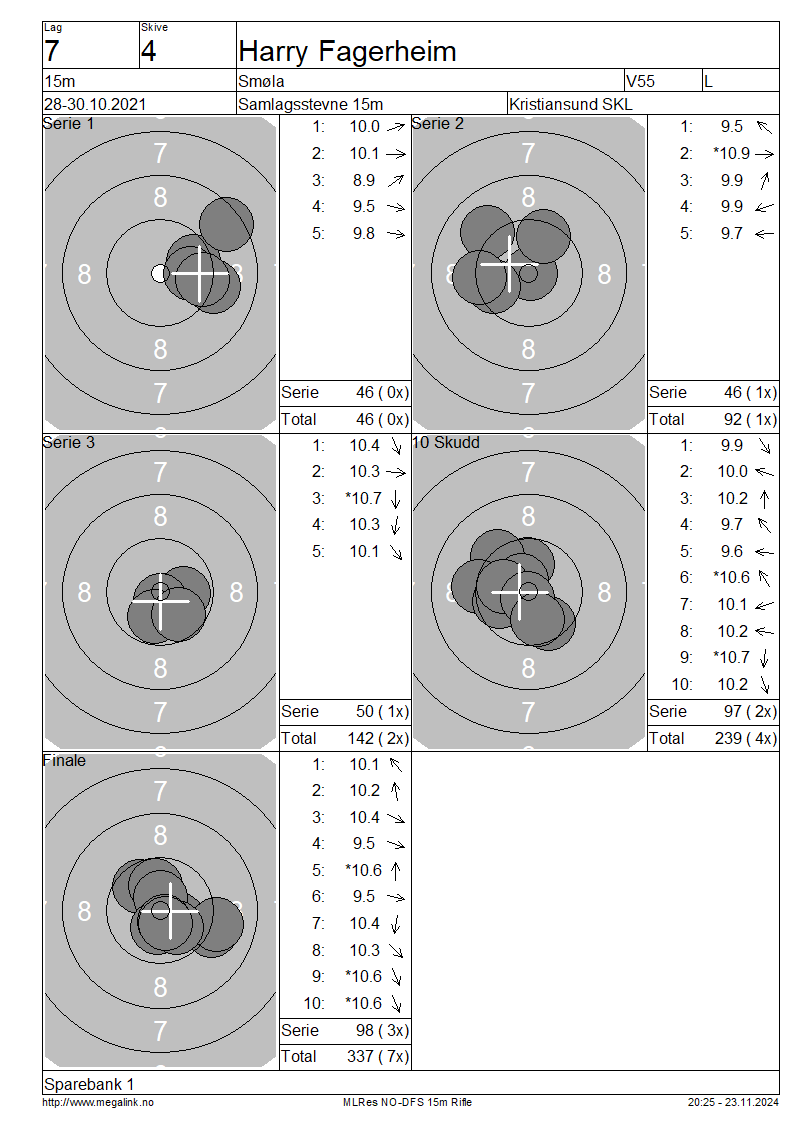 Lag
Skive
7
4
Harry Fagerheim
15m
Smøla
V55
L
28-30.10.2021
Samlagsstevne 15m
Kristiansund SKL
Serie 1
7
8
8
8
8
7
1: 10.0
2: 10.1
3: 8.9
4: 9.5
5: 9.8
Serie 46 ( 0x)
Total 46 ( 0x)
Serie 2
7
8
8
8
8
7
1: 9.5
2: *10.9
3: 9.9
4: 9.9
5: 9.7
Serie 46 ( 1x)
Total 92 ( 1x)
Serie 3
7
8
8
8
8
7
1: 10.4
2: 10.3
3: *10.7
4: 10.3
5: 10.1
Serie 50 ( 1x)
Total 142 ( 2x)
10 Skudd
7
8
8
8
8
7
1: 9.9
2: 10.0
3: 10.2
4: 9.7
5: 9.6
6: *10.6
7: 10.1
8: 10.2
9: *10.7
10: 10.2
Serie 97 ( 2x)
Total 239 ( 4x)
Finale
7
8
8
8
7
1: 10.1
2: 10.2
3: 10.4
4: 9.5
5: *10.6
6: 9.5
7: 10.4
8: 10.3
9: *10.6
10: *10.6
Serie 98 ( 3x)
Total 337 ( 7x)
Sparebank 1
http://www.megalink.no
MLRes NO-DFS 15m Rifle
20:25 - 23.11.2024